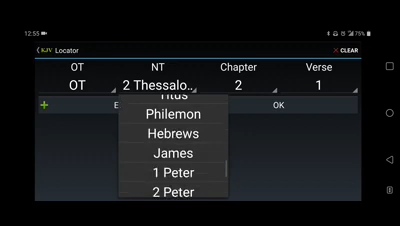 12:55
75%
KJV Locator
CLEAR
OT NT Chapter Verse
OT 2 Thessalo.. 2 1
E OK
Titus
Philemon
Hebrews
James
1 Peter
2 Peter